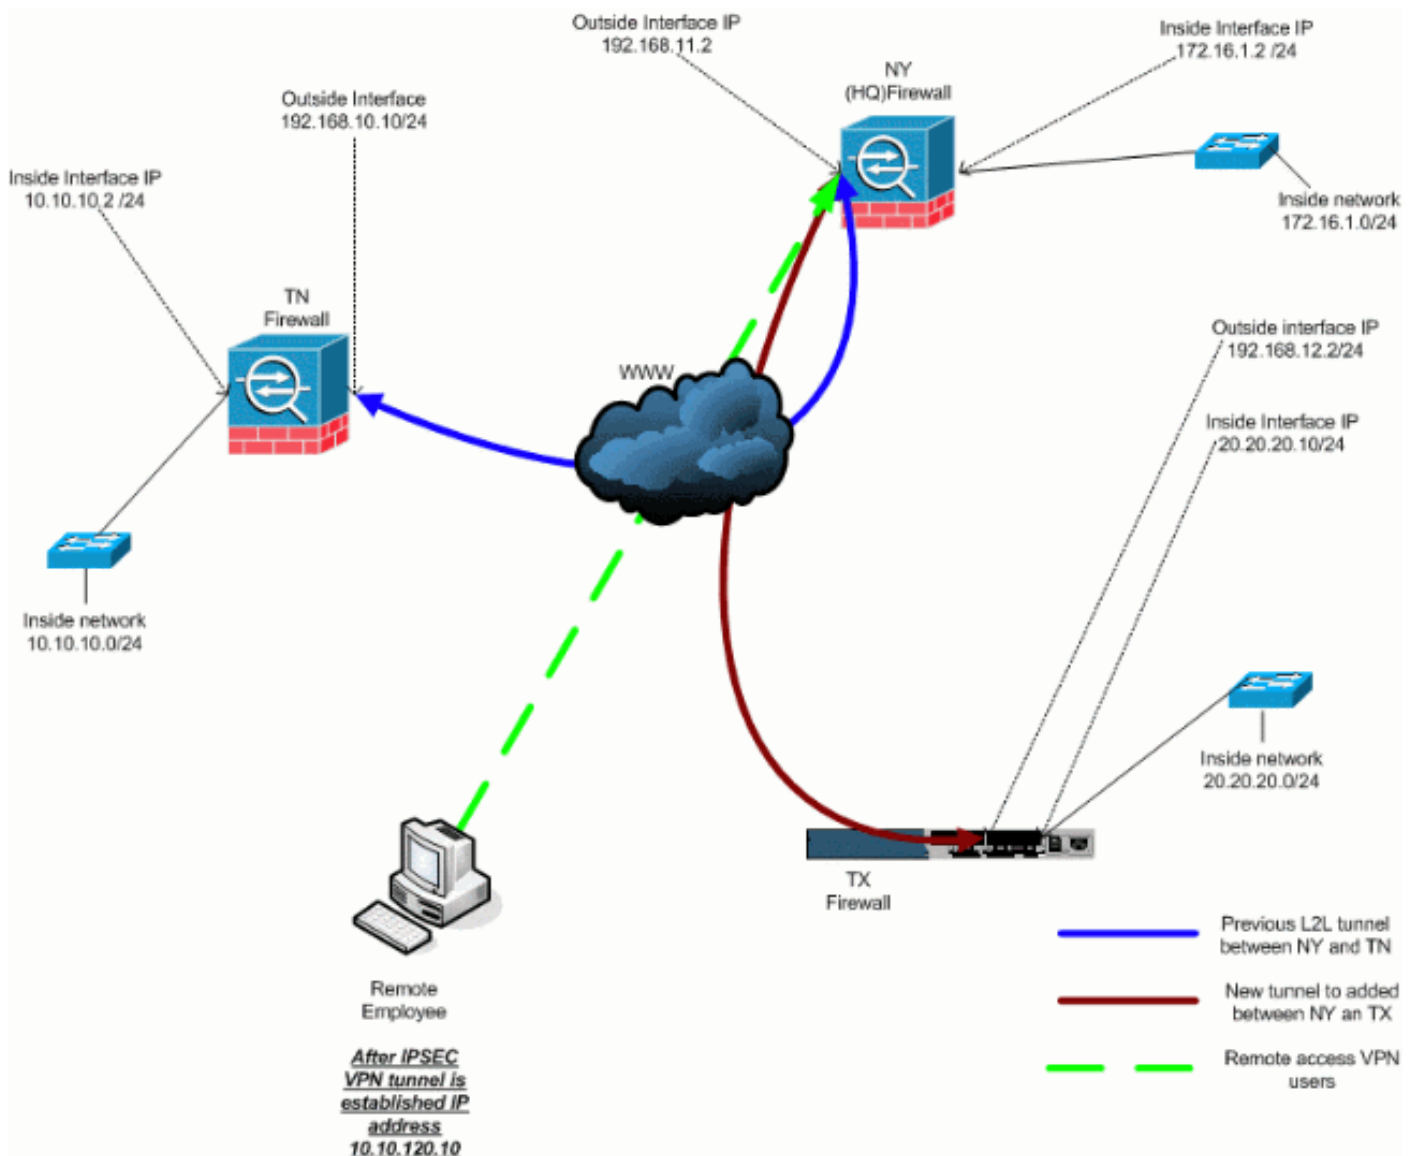 Outside Interface IP
192.168.11.2
Inside Interface IP
172.16.1.2 /24
NY
(HQ)Firewall
Outside Interface
192.168.10.10/24
Inside Interface IP
10.10.10.2 /24
Inside network
172.16.1.0/24
TN
Firewall
Outside interface IP
192.168.12.2/24
WWW
Inside Interface IP
20.20.20.10/24
Inside network
10.10.10.0/24
Inside network
20.20.20.0/24
TX
Firewall
Previous L2L tunnel
between NY and TN
Remote
Employee
New tunnel to added
between NY an TX
After IPSEC
VPN tunnel is
established IP
address
10.10.120.10
Remote access VPN
users